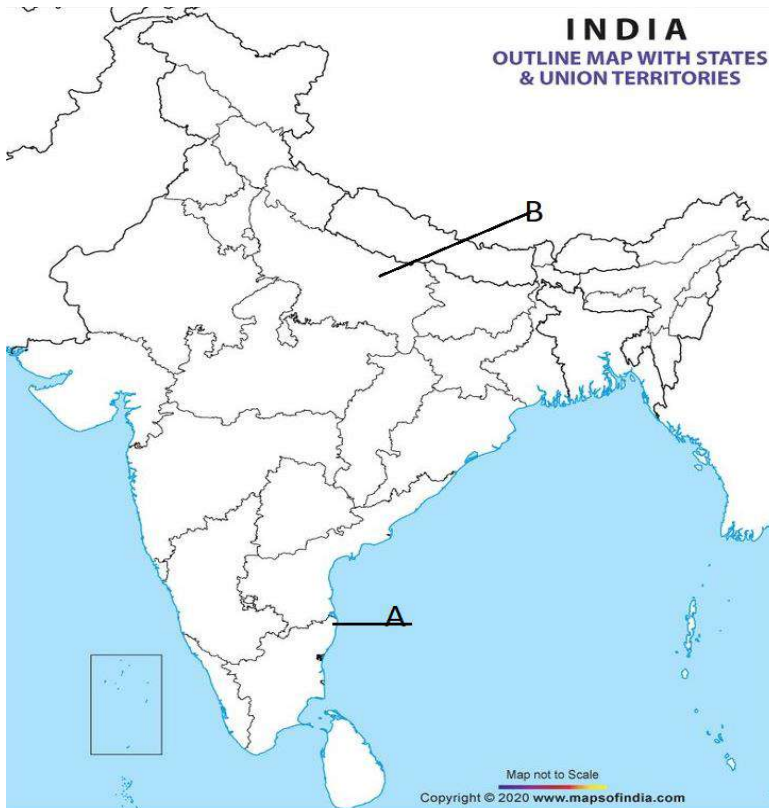 INDIA
OUTLINE MAP WITH STATES
& UNION TERRITORIES
B
A
Map not to Scale
Copyright © 2020 www.mapsofindia.com